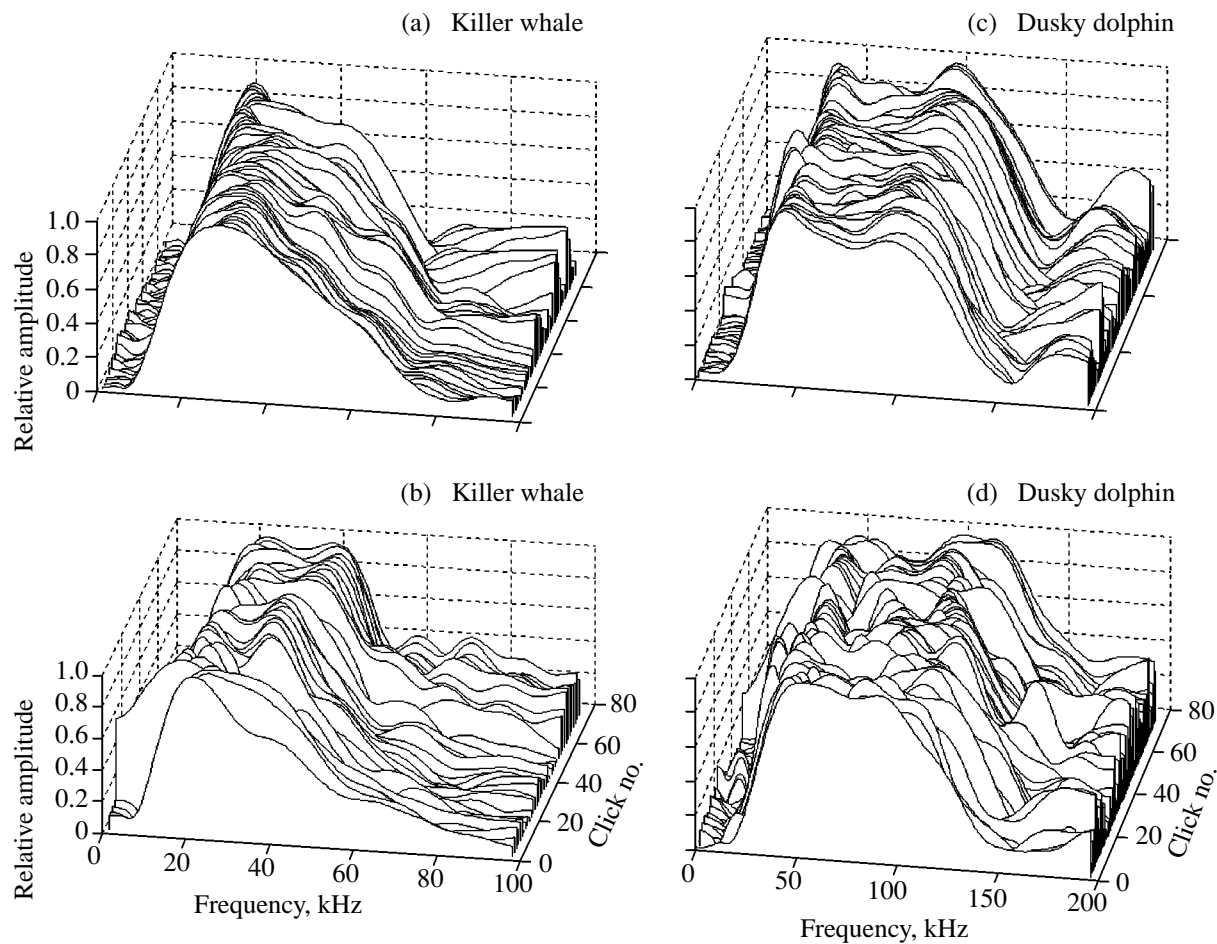 (a) Killer whale
(c) Dusky dolphin
Relative amplitude
1.0
0.8
0.6
0.4
0.2
0
(b) Killer whale
(d) Dusky dolphin
Relative amplitude
1.0
0.8
0.6
0.4
0.2
0
0 20 40 60 80 100
Frequency, kHz
0 20 40 60 80
Click no.
0 50 100 150 200
Frequency, kHz
0 20 40 60 80
Click no.